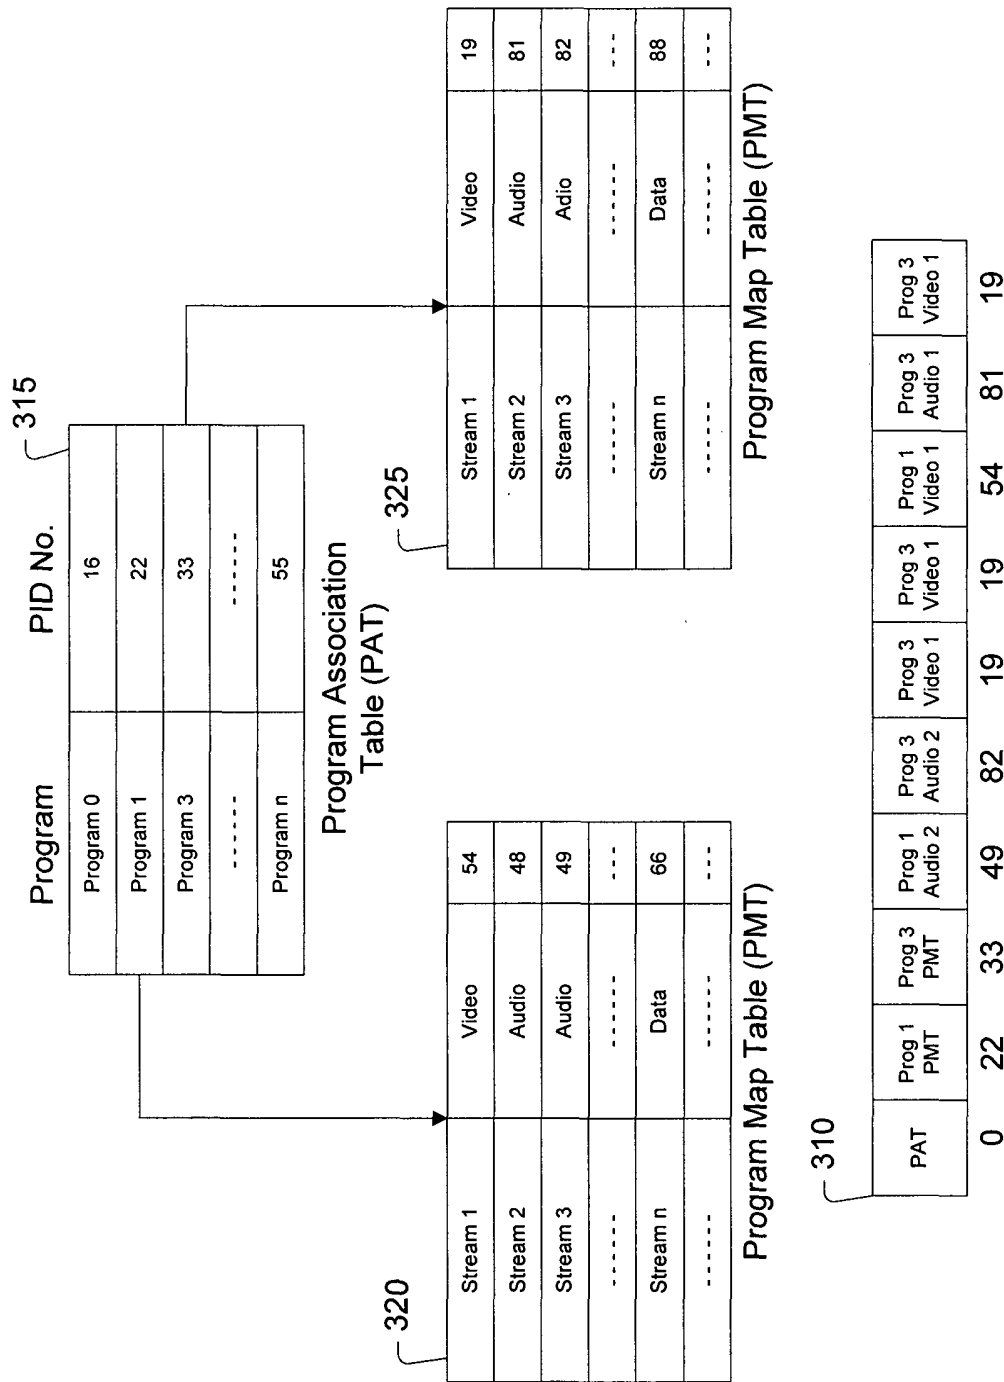 Program PID No.
315
Program 0 16
Program 1 22
Program 3 33
------ ------
Program n 55
Program Association
Table (PAT)
320
Stream 1 Video 54
Stream 2 Audio 48
Stream 3 Audio 49
------ ------ ---
Stream n Data 66
------ ------ ---
Program Map Table (PMT)
325
Stream 1 Video 19
Stream 2 Audio 81
Stream 3 Adio 82
------ ------ ---
Stream n Data 88
------ ------ ---
Program Map Table (PMT)
310
PAT
Prog 1
PMT
Prog 3
PMT
Prog 1
Audio 2
Prog 3
Audio 2
Prog 3
Video 1
Prog 3
Video 1
Prog 1
Video 1
Prog 3
Audio 1
Prog 3
Video 1
0 22 33 49 82 19 19 54 81 19